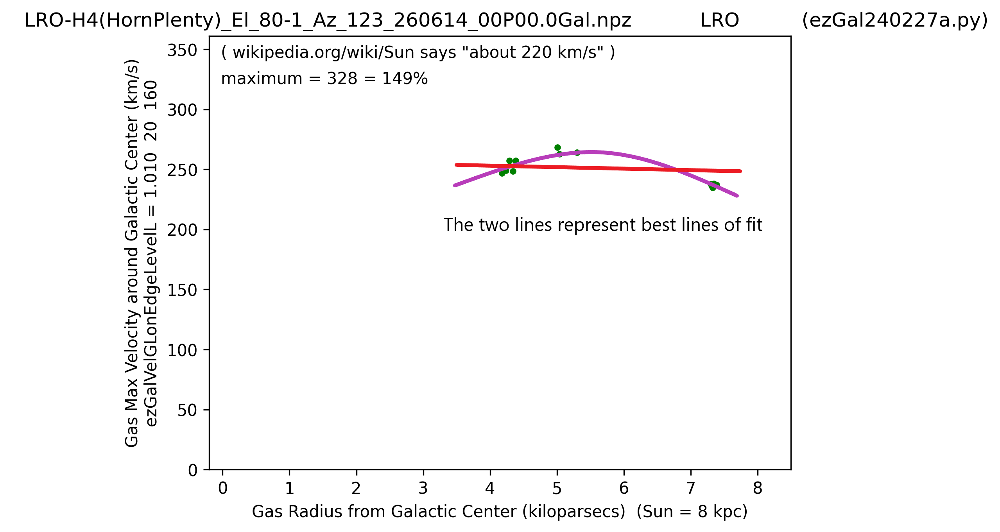 LRO-H4(HornPlenty)_El_80-1_Az_123_260614_00P00.0Gal.npz LRO (ezGal240227a.py)
Gas Max Velocity around Galactic Center (km/s)
ezGalVelGLonEdgeLevelL = 1.010 20 160
350
300
250
200
150
100
50
0
( wikipedia.org/wiki/Sun says "about 220 km/s" )
maximum = 328 = 149%
The two lines represent best lines of fit
0 1 2 3 4 5 6 7 8
Gas Radius from Galactic Center (kiloparsecs) (Sun = 8 kpc)